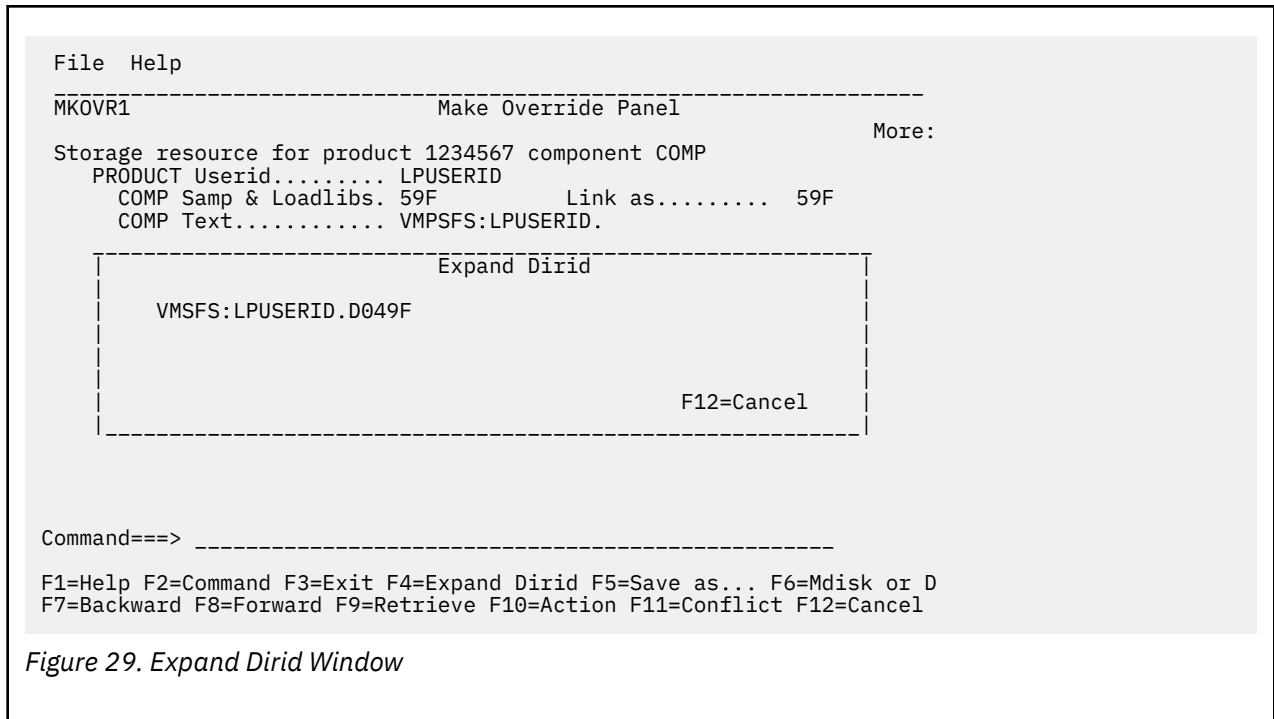 File Help
MKOVR1 Make Override Panel
More:
Storage resource for product 1234567 component COMP
PRODUCT Userid......... LPUSERID
COMP Samp & Loadlibs. 59F Link as......... 59F
COMP Text............ VMPSFS:LPUSERID.
Expand Dirid
VMSFS:LPUSERID.D049F
F12=Cancel
Command===> __________________________________________________
F1=Help F2=Command F3=Exit F4=Expand Dirid F5=Save as... F6=Mdisk or D
F7=Backward F8=Forward F9=Retrieve F10=Action F11=Conflict F12=Cancel
Figure 29. Expand Dirid Window